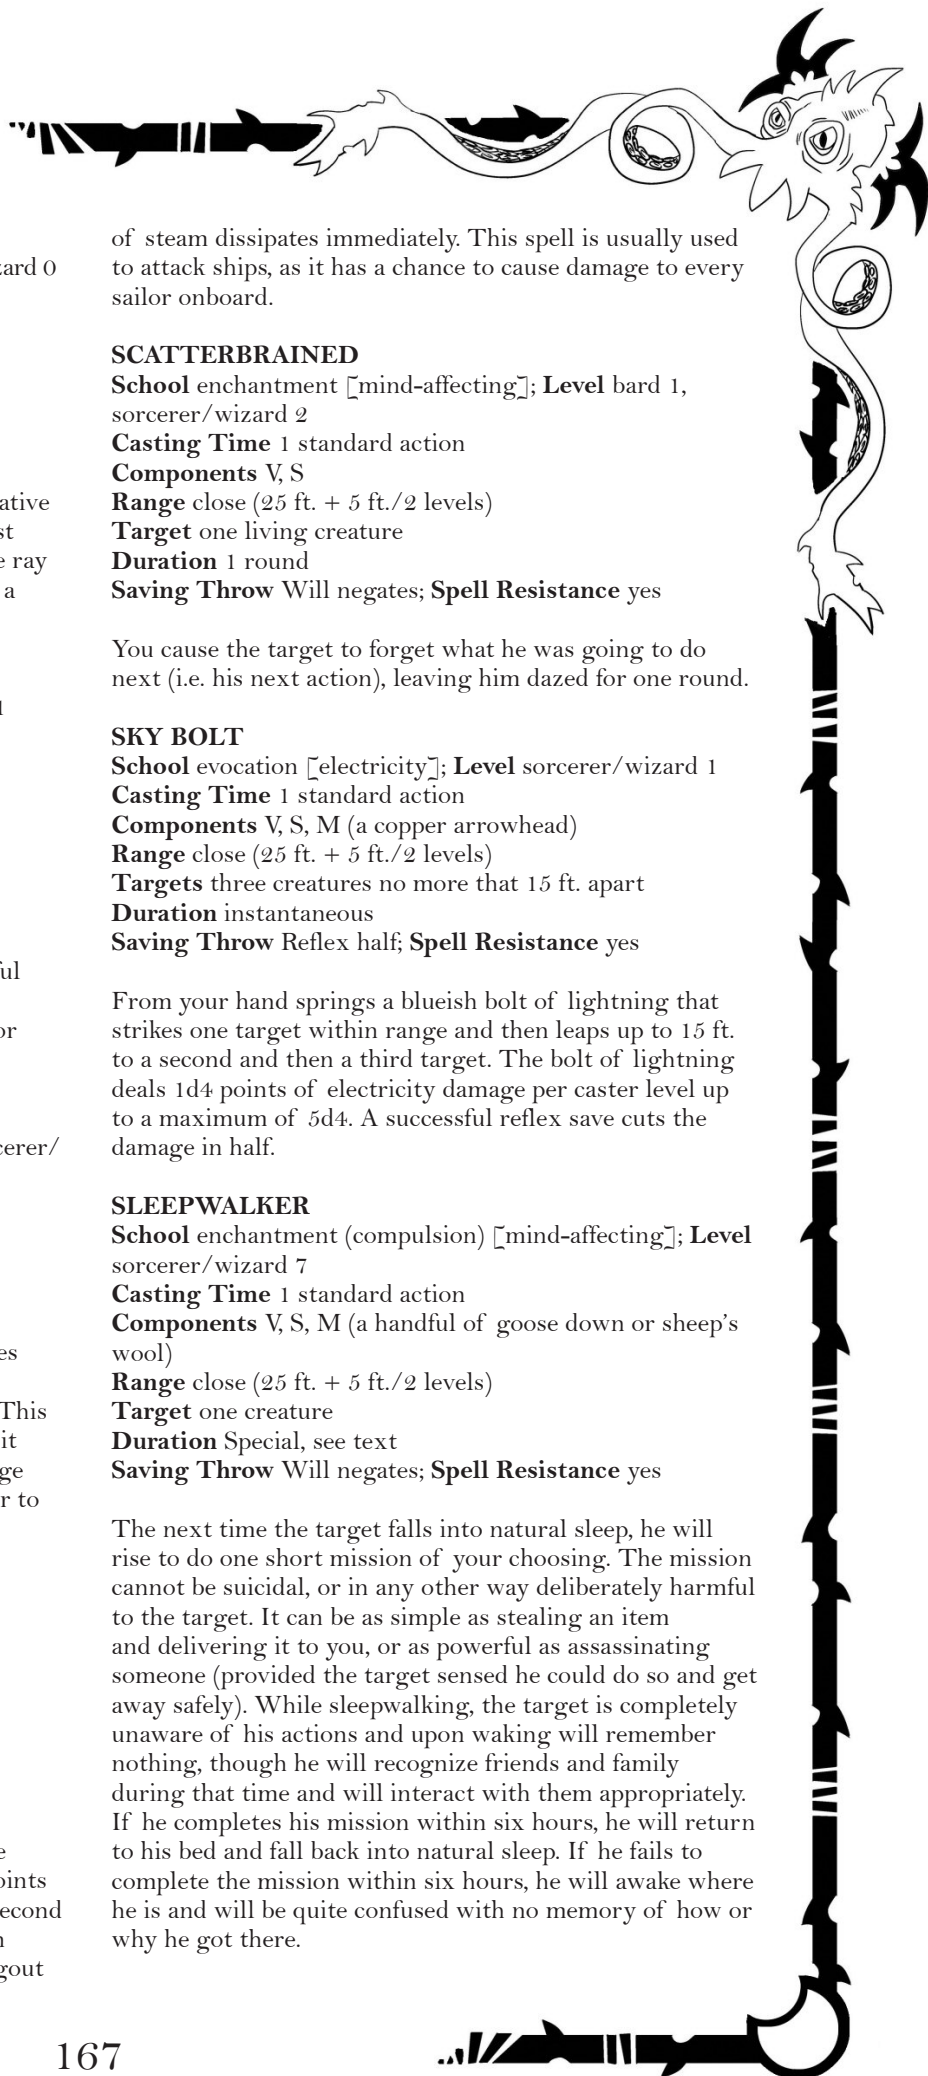 zard 0
ative
st
e ray
a
ful
or
cerer/
es
This
it
ge
r to
e
oints
econd
n
gout
of steam dissipates immediately. This spell is usually used
to attack ships, as it has a chance to cause damage to every
sailor onboard.
SCATTERBRAINED
School enchantment [mind-affecting]; Level bard 1,
sorcerer/wizard 2
Casting Time 1 standard action
Components V, S
Range close (25 ft. + 5 ft./2 levels)
Target one living creature
Duration 1 round
Saving Throw Will negates; Spell Resistance yes
You cause the target to forget what he was going to do
next (i.e. his next action), leaving him dazed for one round.
SKY BOLT
School evocation [electricity]; Level sorcerer/wizard 1
Casting Time 1 standard action
Components V, S, M (a copper arrowhead)
Range close (25 ft. + 5 ft./2 levels)
Targets three creatures no more that 15 ft. apart
Duration instantaneous
Saving Throw Reflex half; Spell Resistance yes
From your hand springs a blueish bolt of lightning that
strikes one target within range and then leaps up to 15 ft.
to a second and then a third target. The bolt of lightning
deals 1d4 points of electricity damage per caster level up
to a maximum of 5d4. A successful reflex save cuts the
damage in half.
SLEEPWALKER
School enchantment (compulsion) [mind-affecting]; Level
sorcerer/wizard 7
Casting Time 1 standard action
Components V, S, M (a handful of goose down or sheep's
wool)
Range close (25 ft. + 5 ft./2 levels)
Target one creature
Duration Special, see text
Saving Throw Will negates; Spell Resistance yes
The next time the target falls into natural sleep, he will
rise to do one short mission of your choosing. The mission
cannot be suicidal, or in any other way deliberately harmful
to the target. It can be as simple as stealing an item
and delivering it to you, or as powerful as assassinating
someone (provided the target sensed he could do so and get
away safely). While sleepwalking, the target is completely
unaware of his actions and upon waking will remember
nothing, though he will recognize friends and family
during that time and will interact with them appropriately.
If he completes his mission within six hours, he will return
to his bed and fall back into natural sleep. If he fails to
complete the mission within six hours, he will awake where
he is and will be quite confused with no memory of how or
why he got there.
167